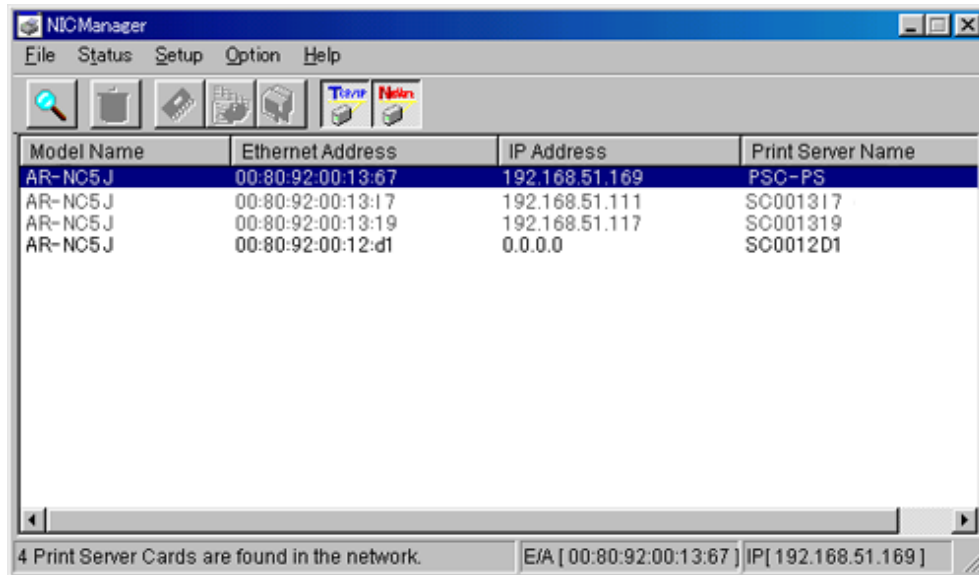 NICManager
File Status Setup Option Help
TCP/IP NetWare
Model Name Ethernet Address IP Address Print Server Name
AR-NC5J 00:80:92:00:13:67 192.168.51.169 PSC-PS
AR-NC5J 00:80:92:00:13:17 192.168.51.111 SC001317
AR-NC5J 00:80:92:00:13:19 192.168.51.117 SC001319
AR-NC5J 00:80:92:00:12:d1 0.0.0.0 SC0012D1
4 Print Server Cards are found in the network. E/A [ 00:80:92:00:13:67 ] IP[ 192.168.51.169 ]